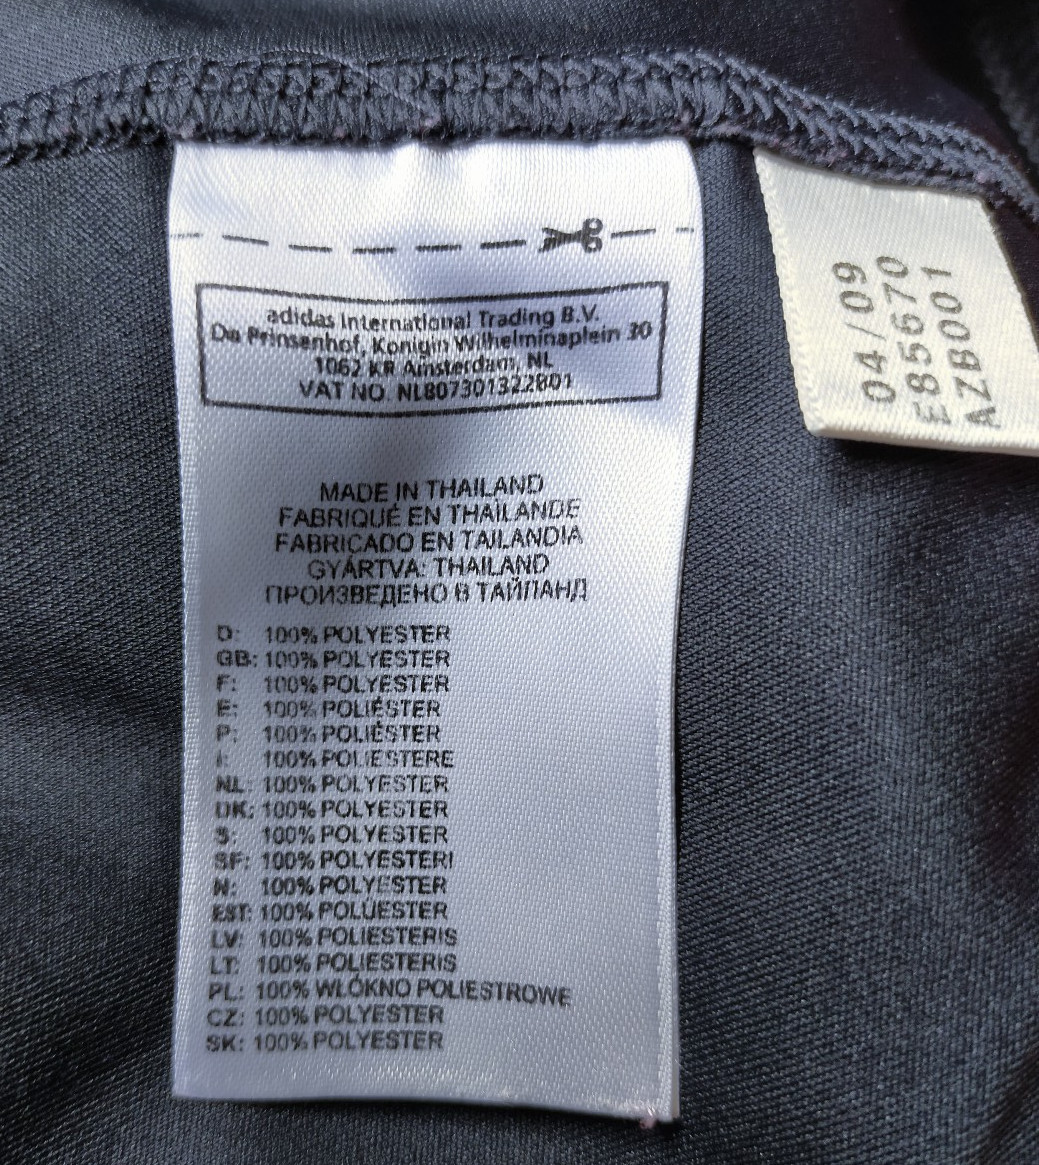 adidas International Trading B.V.
De Prinsenhof, Konigin Wilhelminaplein 30
1062 KR Amsterdam, NL
VAT NO. NL807301322B01
MADE IN THAILAND
FABRIQUÉ EN THAILANDE
FABRICADO EN TAILANDIA
GYÁRTVA: THAILAND
ПРОИЗВЕДЕНО В ТАЙЛАНД
D: 100% POLYESTER
GB: 100% POLYESTER
F: 100% POLYESTER
E: 100% POLIÉSTER
P: 100% POLIÉSTER
I: 100% POLIESTERE
NL: 100% POLYESTER
DK: 100% POLYESTER
S: 100% POLYESTER
SF: 100% POLYESTERI
N: 100% POLYESTER
EST: 100% POLÜESTER
LV: 100% POLIESTERIS
LT: 100% POLIESTERIS
PL: 100% WŁÓKNO POLIESTROWE
CZ: 100% POLYESTER
SK: 100% POLYESTER
04/09
E85670
AZB001